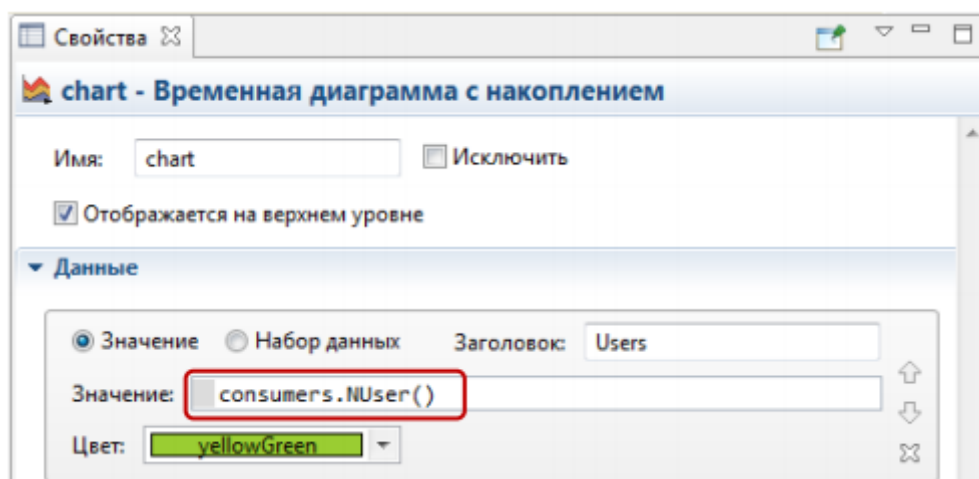 Свойства
chart - Временная диаграмма с накоплением
Имя: chart Исключить
Отображается на верхнем уровне
Данные
Значение Набор данных Заголовок: Users
Значение: consumers.NUser()
Цвет: yellowGreen